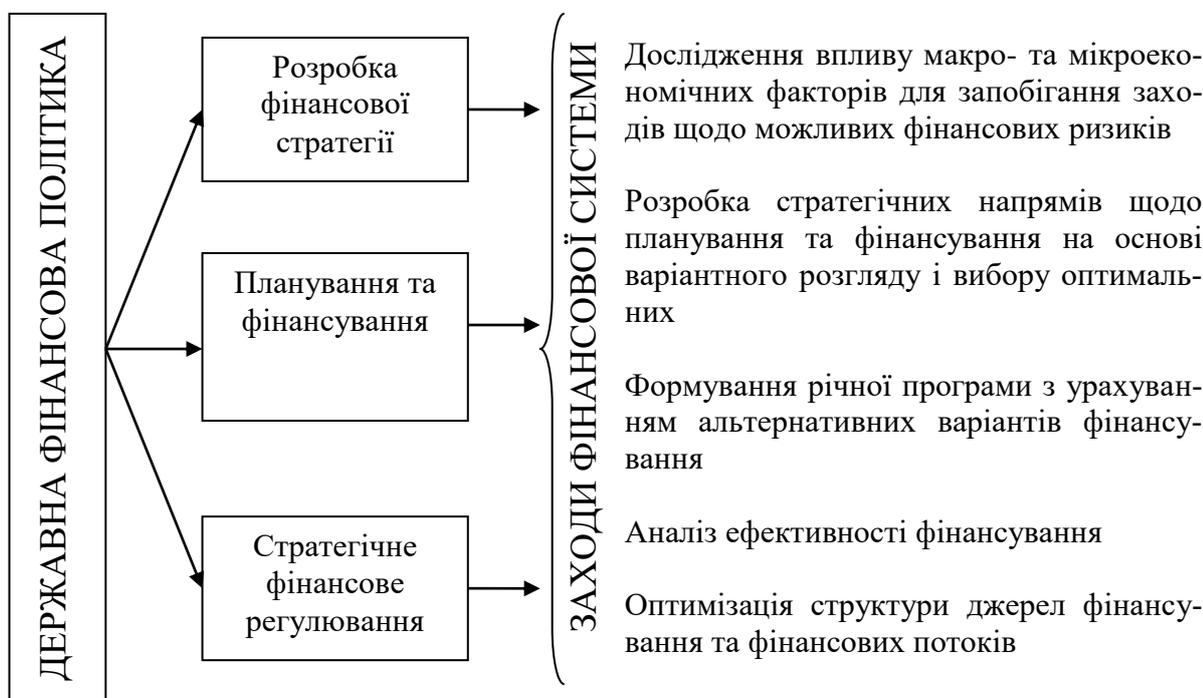 ДЕРЖАВНА ФІНАНСОВА ПОЛІТИКА
Розробка
фінансової
стратегії
Планування та
фінансування
Стратегічне
фінансове
регулювання
ЗАХОДИ ФІНАНСОВОЇ СИСТЕМИ
Дослідження впливу макро- та мікроеко-
номічних факторів для запобігання захо-
дів щодо можливих фінансових ризиків
Розробка стратегічних напрямів щодо
планування та фінансування на основі
варіантного розгляду і вибору оптималь-
них
Формування річної програми з урахуван-
ням альтернативних варіантів фінансу-
вання
Аналіз ефективності фінансування
Оптимізація структури джерел фінансу-
вання та фінансових потоків